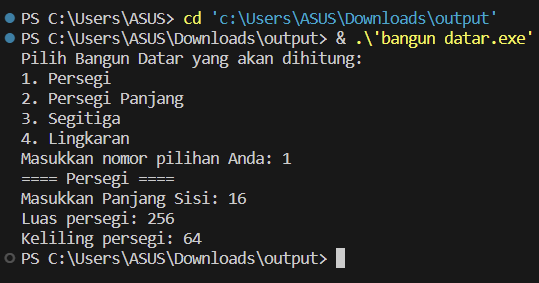 PS C:\Users\ASUS> cd 'c:\Users\ASUS\Downloads\output'
PS C:\Users\ASUS\Downloads\output> & .\'bangun datar.exe'
Pilih Bangun Datar yang akan dihitung:
1. Persegi
2. Persegi Panjang
3. Segitiga
4. Lingkaran
Masukkan nomor pilihan Anda: 1
==== Persegi ====
Masukkan Panjang Sisi: 16
Luas persegi: 256
Keliling persegi: 64
PS C:\Users\ASUS\Downloads\output>